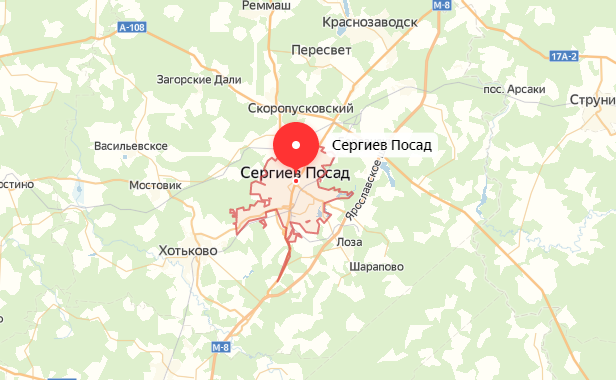 Реммаш
М-8
А-108
Краснозаводск
Пересвет
17А-2
Загорские Дали
пос. Арсаки
Струни
Скоропусковский
Васильевское
Сергиев Посад
Сергиев Посад
остино
Мостовик
Ярославское
Лоза
Хотьково
Шарапово
М-8